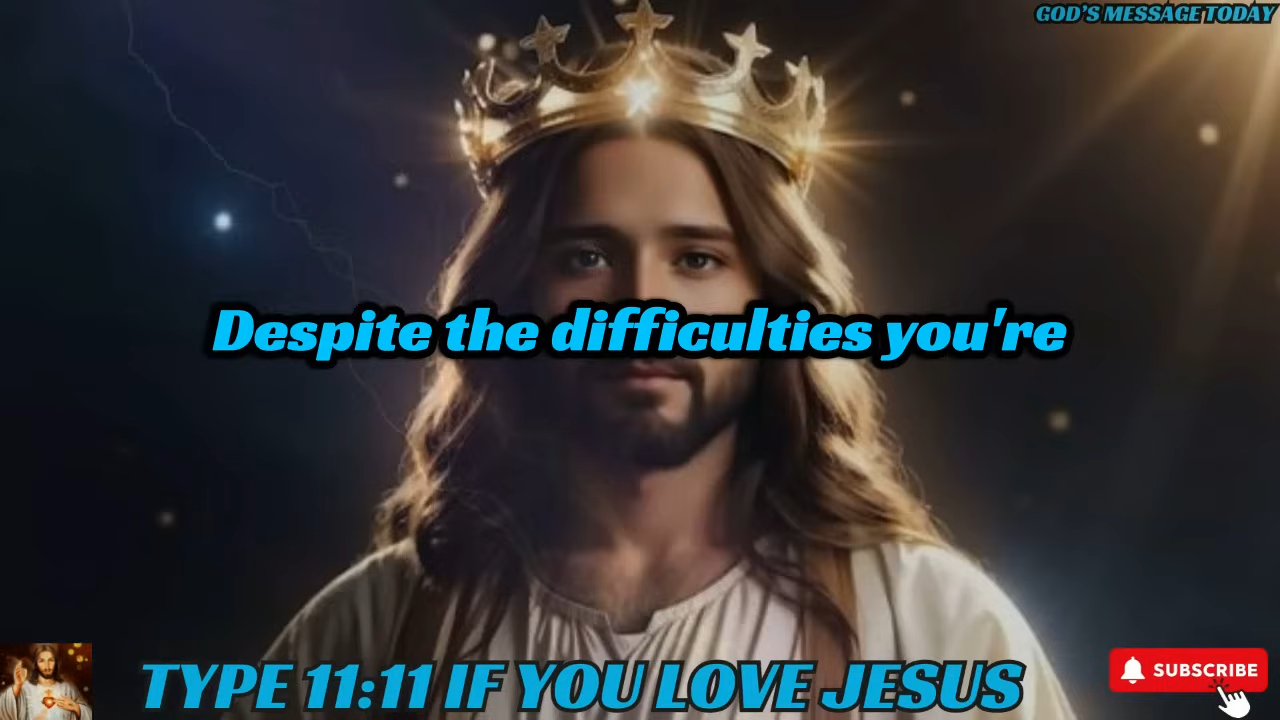 GOD'S MESSAGE TODAY
Despite the difficulties you're
TYPE 11:11 IF YOU LOVE JESUS
SUBSCRIBE